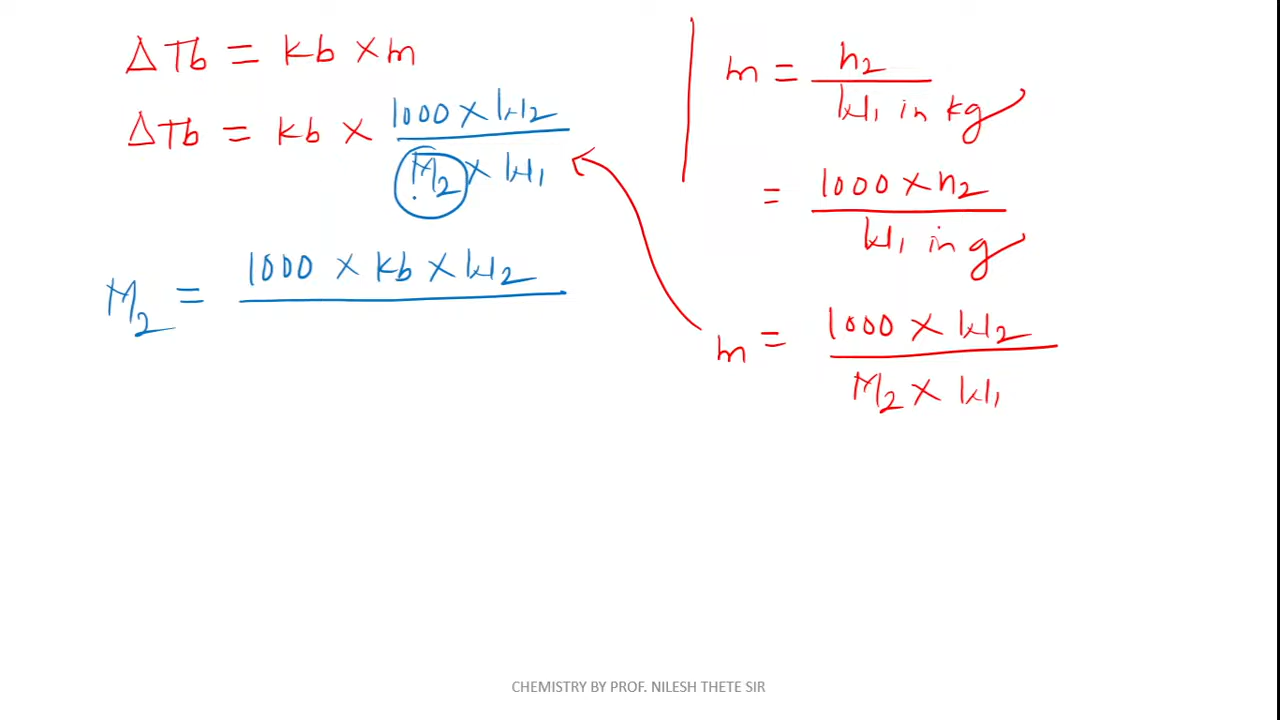 ΔTb = Kb × m
ΔTb = Kb × 1000 × W2 / M2 × W1
M2 = 1000 × Kb × W2
m = n2 / W1 in kg
= 1000 × n2 / W1 in g
m = 1000 × W2 / M2 × W1
CHEMISTRY BY PROF. NILESH THETE SIR